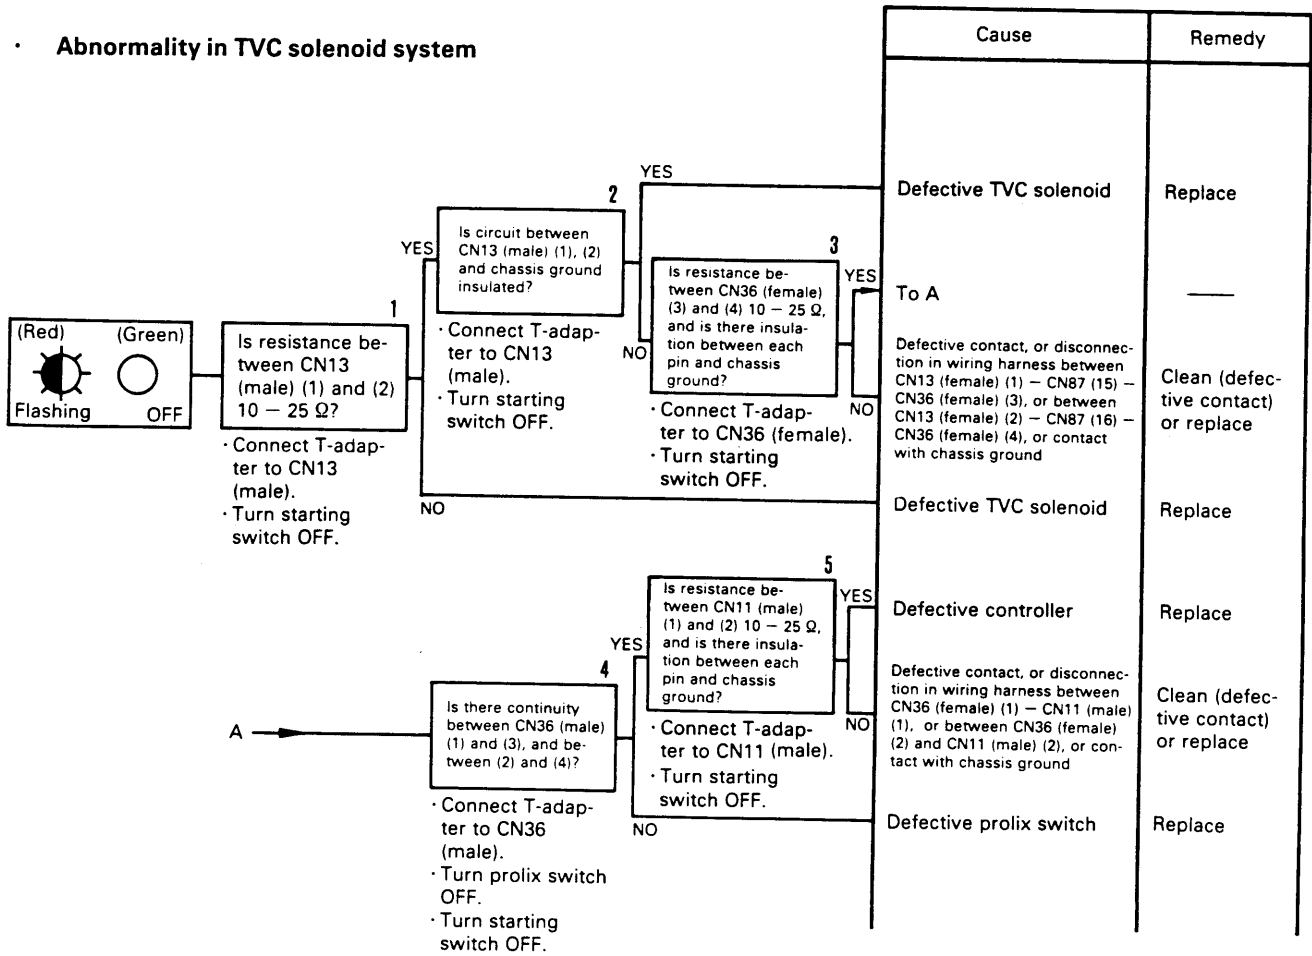 · Abnormality in TVC solenoid system
Cause
Remedy
(Red)
(Green)
Flashing
OFF
1
Is resistance be-
tween CN13
(male) (1) and (2)
10 – 25 Ω?
· Connect T-adap-
ter to CN13
(male).
· Turn starting
switch OFF.
YES
NO
2
Is circuit between
CN13 (male) (1), (2)
and chassis ground
insulated?
· Connect T-adap-
ter to CN13
(male).
· Turn starting
switch OFF.
YES
NO
3
Is resistance be-
tween CN36 (female)
(3) and (4) 10 – 25 Ω,
and is there insula-
tion between each
pin and chassis
ground?
· Connect T-adap-
ter to CN36 (female).
· Turn starting
switch OFF.
YES
NO
Defective TVC solenoid
Replace
To A
Defective contact, or disconnec-
tion in wiring harness between
CN13 (female) (1) – CN87 (15) –
CN36 (female) (3), or between
CN13 (female) (2) – CN87 (16) –
CN36 (female) (4), or contact
with chassis ground
Clean (defec-
tive contact)
or replace
Defective TVC solenoid
Replace
A
4
Is there continuity
between CN36 (male)
(1) and (3), and be-
tween (2) and (4)?
· Connect T-adap-
ter to CN36
(male).
· Turn prolix switch
OFF.
· Turn starting
switch OFF.
YES
NO
5
Is resistance be-
tween CN11 (male)
(1) and (2) 10 – 25 Ω,
and is there insula-
tion between each
pin and chassis
ground?
· Connect T-adap-
ter to CN11 (male).
· Turn starting
switch OFF.
YES
NO
Defective controller
Replace
Defective contact, or disconnec-
tion in wiring harness between
CN36 (female) (1) – CN11 (male)
(1), or between CN36 (female)
(2) and CN11 (male) (2), or con-
tact with chassis ground
Clean (defec-
tive contact)
or replace
Defective prolix switch
Replace